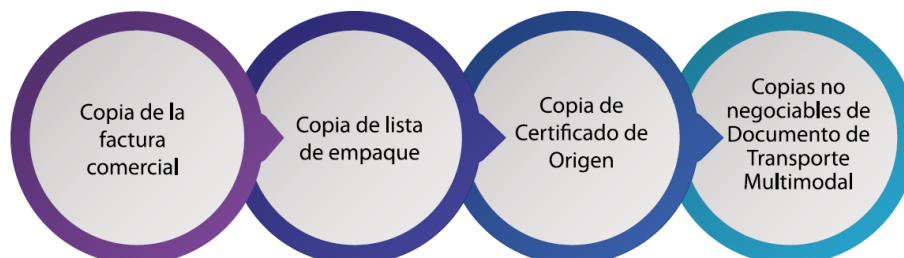 Copia de la
factura
comercial
Copia de lista
de empaque
Copia de
Certificado de
Origen
Copias no
negociables de
Documento de
Transporte
Multimodal